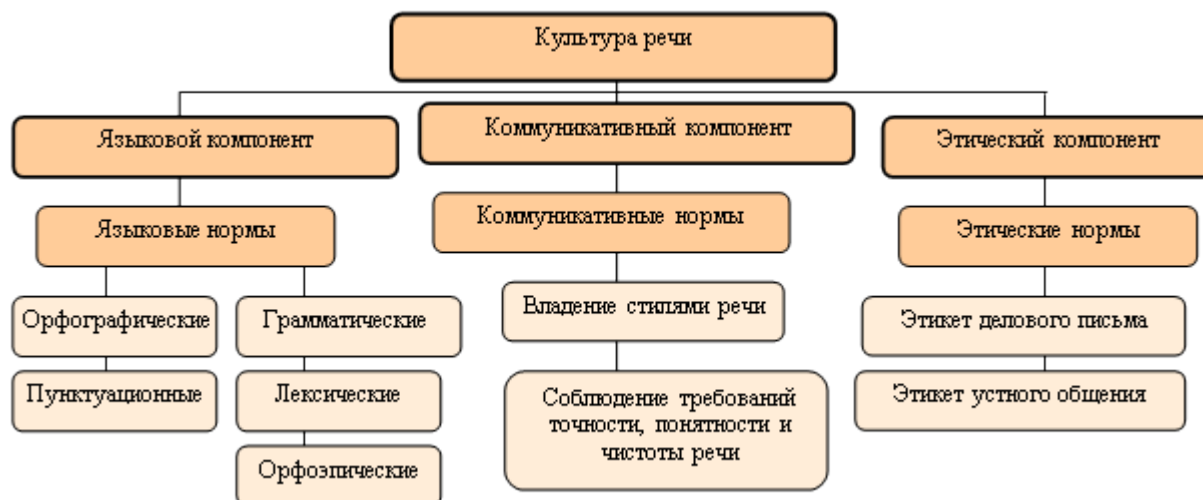 Культура речи
Языковой компонент
Коммуникативный компонент
Этический компонент
Языковые нормы
Коммуникативные нормы
Этические нормы
Орфографические
Грамматические
Владение стилями речи
Этикет делового письма
Пунктуационные
Лексические
Соблюдение требований
точности, понятности и
чистоты речи
Этикет устного общения
Орфоэпические